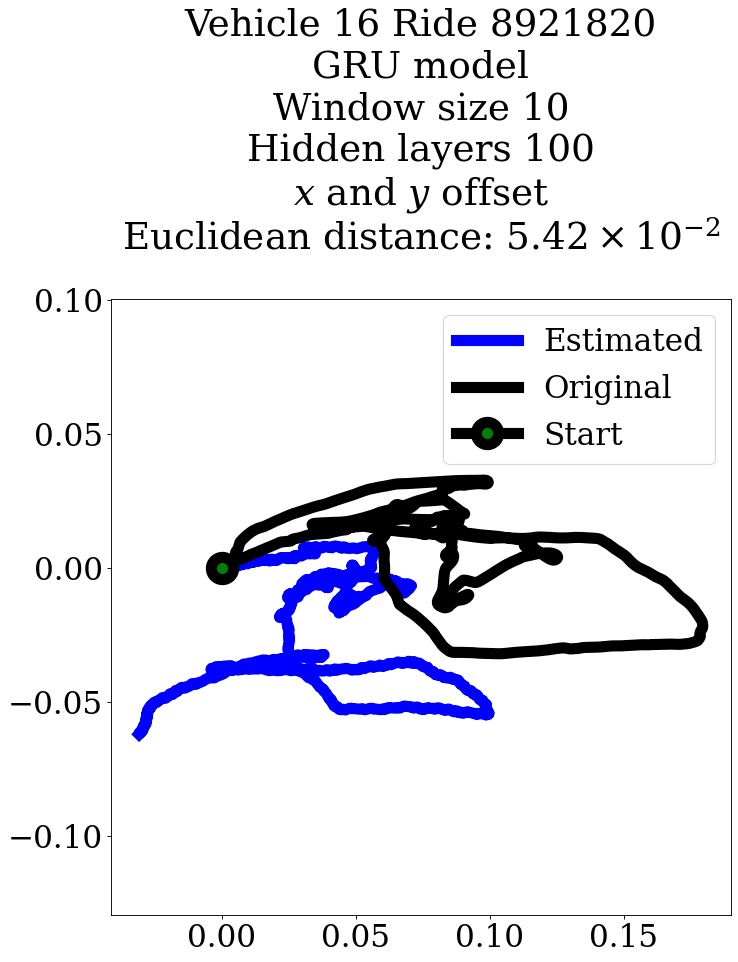 Vehicle 16 Ride 8921820
GRU model
Window size 10
Hidden layers 100
x and y offset
Euclidean distance: 5.42 × 10⁻²
0.10
Estimated
Original
Start
0.05
0.00
−0.05
−0.10
0.00 0.05 0.10 0.15